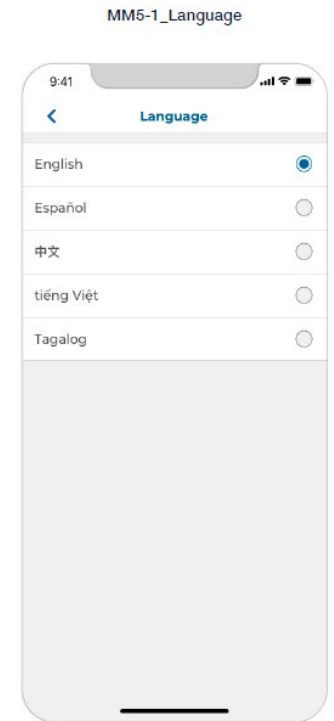 MM5-1_Language
9:41
Language
English
Español
中文
tiếng Việt
Tagalog